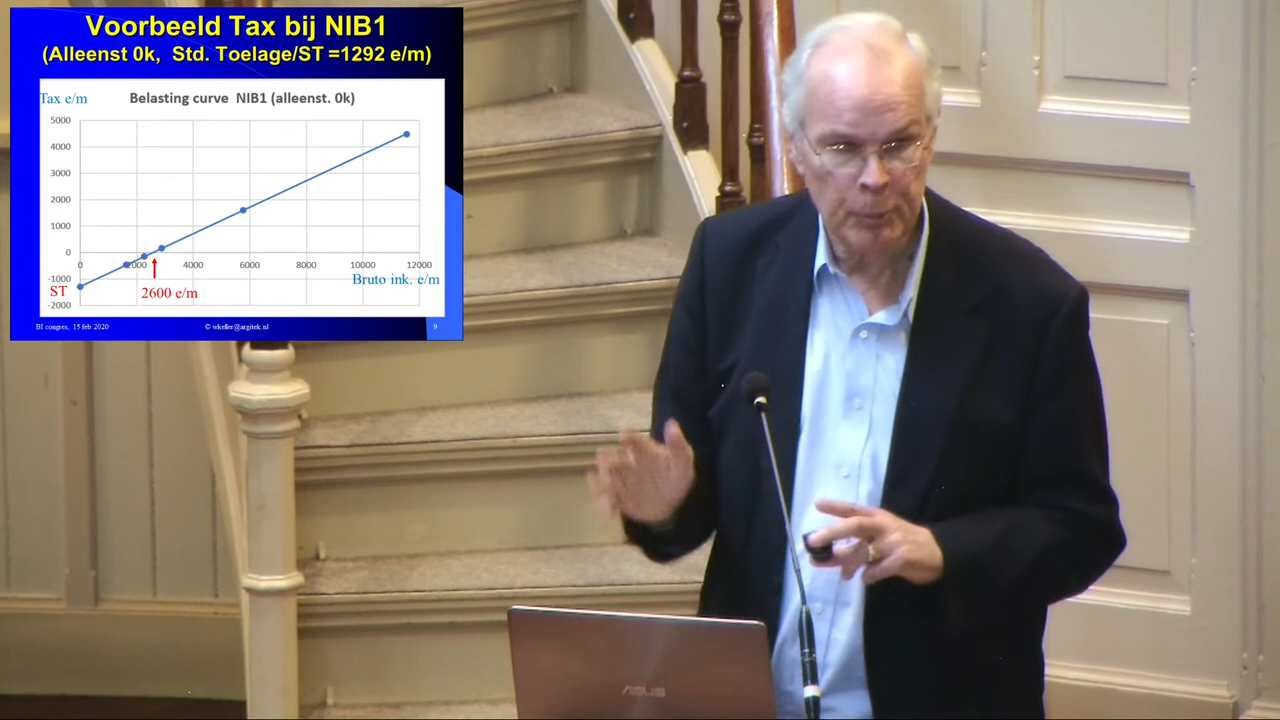 Voorbeeld Tax bij NIB1
(Alleenst 0k, Std. Toelage/ST =1292 e/m)
Tax e/m
Belasting curve NIB1 (alleenst. 0k)
5000
4000
3000
2000
1000
0
0 2000 4000 6000 8000 10000 12000
-1000
Bruto ink. e/m
ST
2600 e/m
-2000
BI congres, 15 feb 2020 © wkeller@argitek.nl 9
ASUS